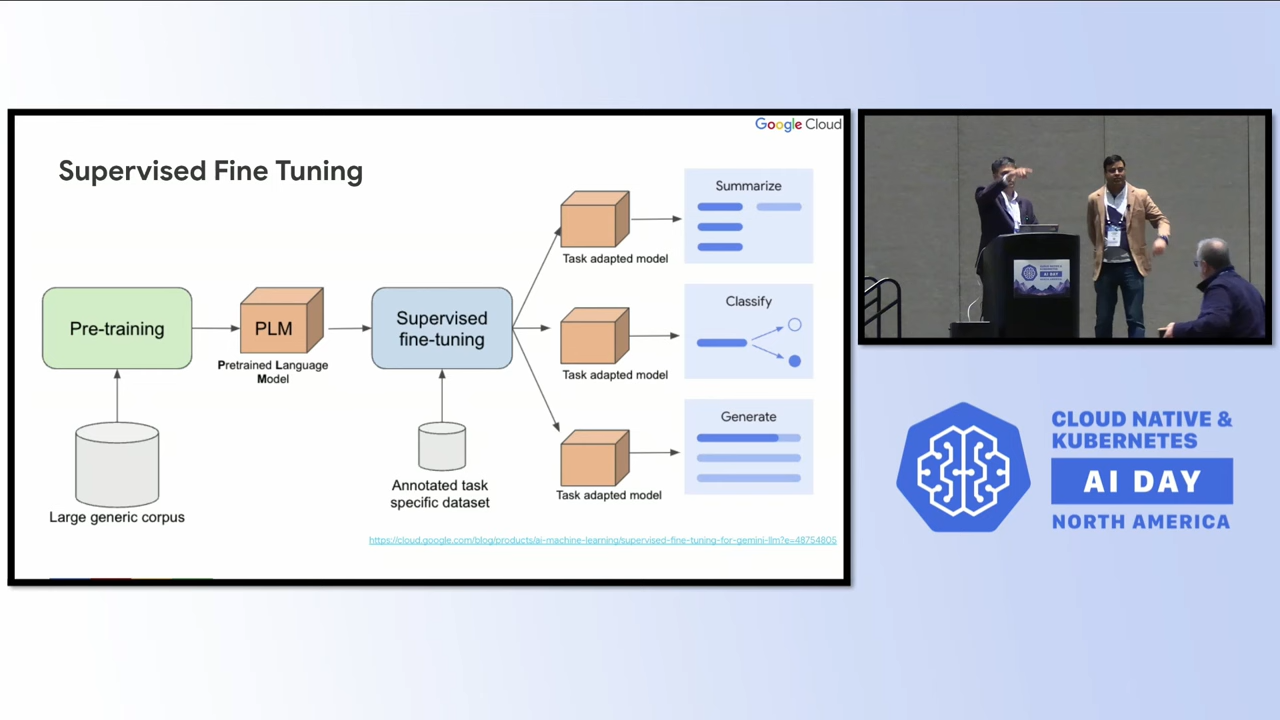 Google Cloud
Supervised Fine Tuning
Pre-training
Large generic corpus
PLM
Pretrained Language
Model
Supervised
fine-tuning
Annotated task
specific dataset
Task adapted model
Task adapted model
Task adapted model
Summarize
Classify
Generate
https://cloud.google.com/blog/products/ai-machine-learning/supervised-fine-tuning-for-gemini-llm?e=48754805
AI DAY
CLOUD NATIVE &
KUBERNETES
AI DAY
NORTH AMERICA